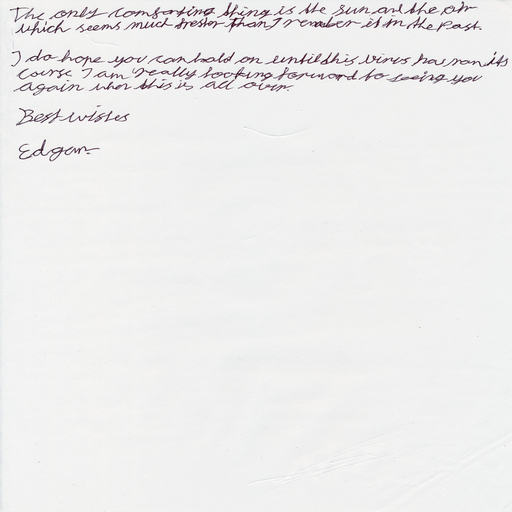 The only comforting thing is the sun and the air
which seems much fresher than I remember it in the past.
I do hope you can hold on until this virus has ran its
course I am really looking forward to seeing you
again when this is all over.
Best wishes
Edgar